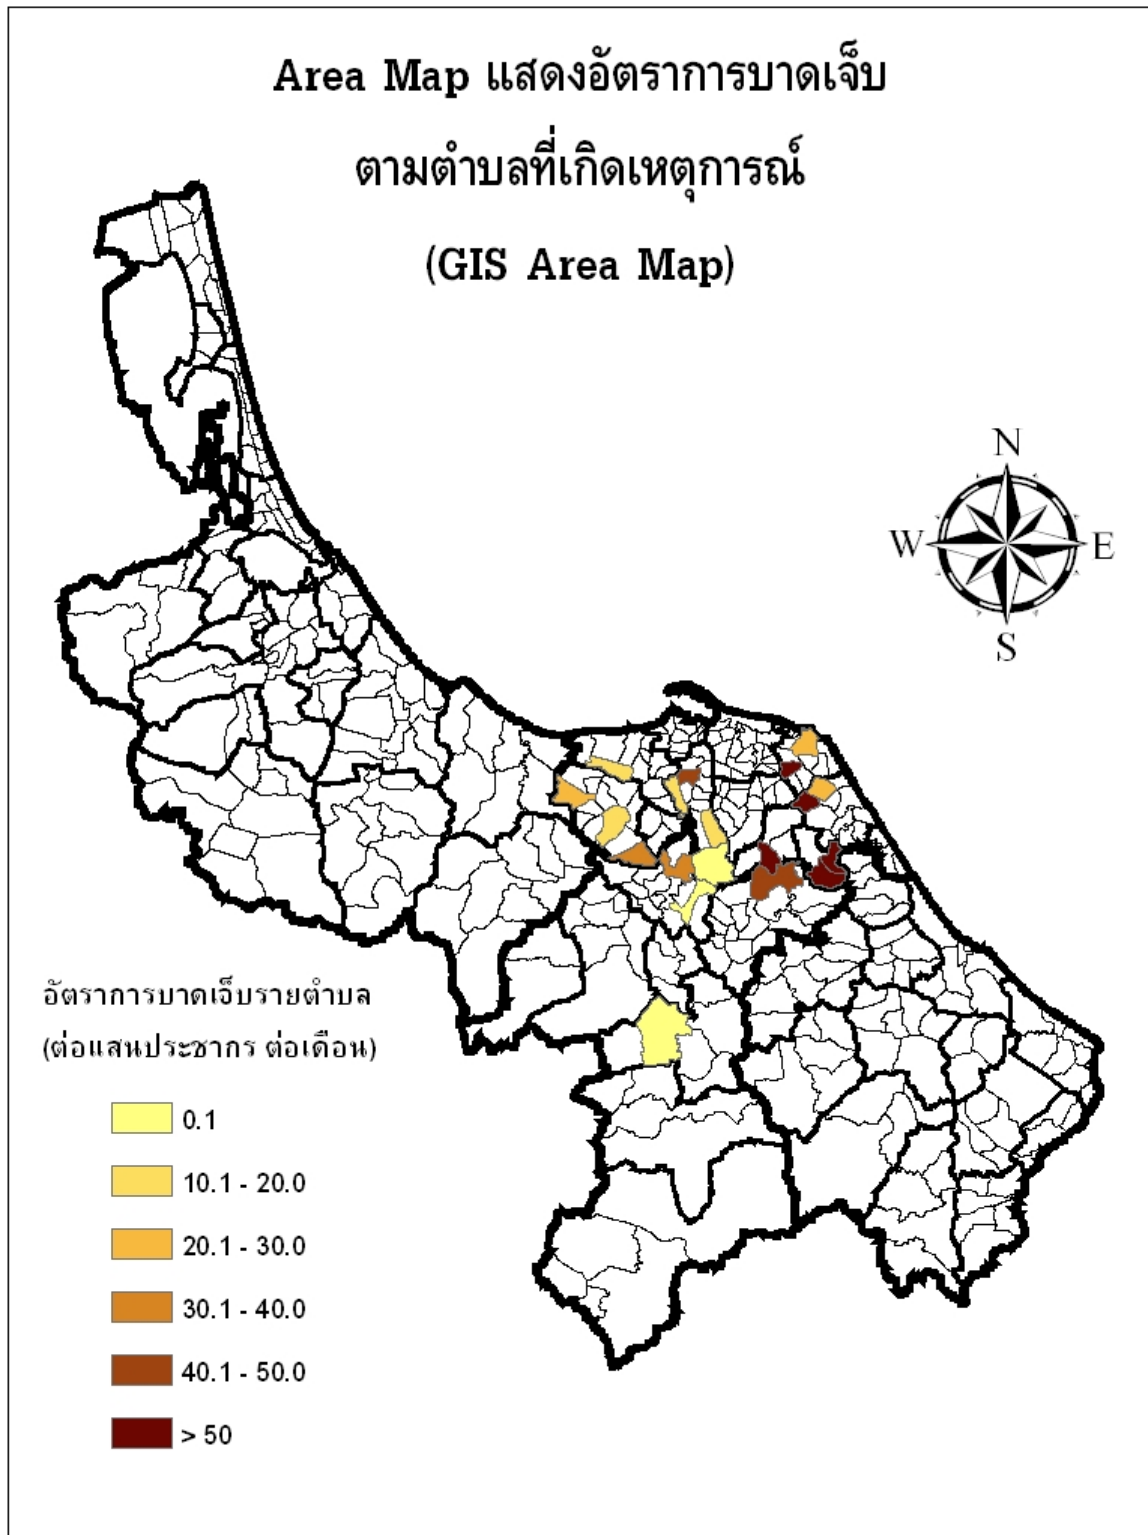 Area Map แสดงอัตราการบาดเจ็บ
ตามตำบลที่เกิดเหตุการณ์
(GIS Area Map)
N
W
E
S
อัตราการบาดเจ็บรายตำบล
(ต่อแสนประชากร ต่อเดือน)
0.1
10.1 - 20.0
20.1 - 30.0
30.1 - 40.0
40.1 - 50.0
> 50